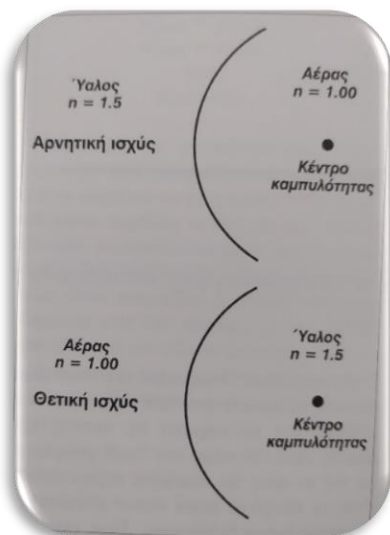 Ύαλος
n = 1.5
Αρνητική ισχύς
Αέρας
n = 1.00
Κέντρο
καμπυλότητας
Αέρας
n = 1.00
Θετική ισχύς
Ύαλος
n = 1.5
Κέντρο
καμπυλότητας